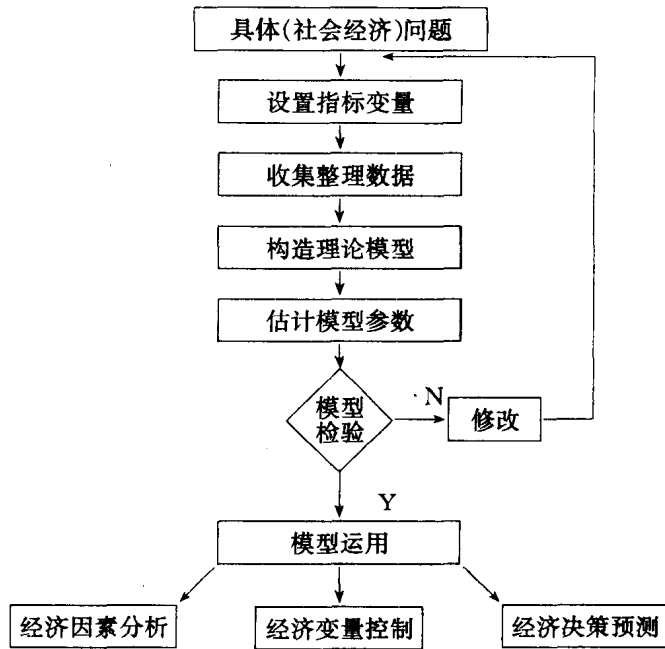 具体(社会经济)问题
设置指标变量
收集整理数据
构造理论模型
估计模型参数
模型
检验
N
修改
Y
模型运用
经济因素分析
经济变量控制
经济决策预测